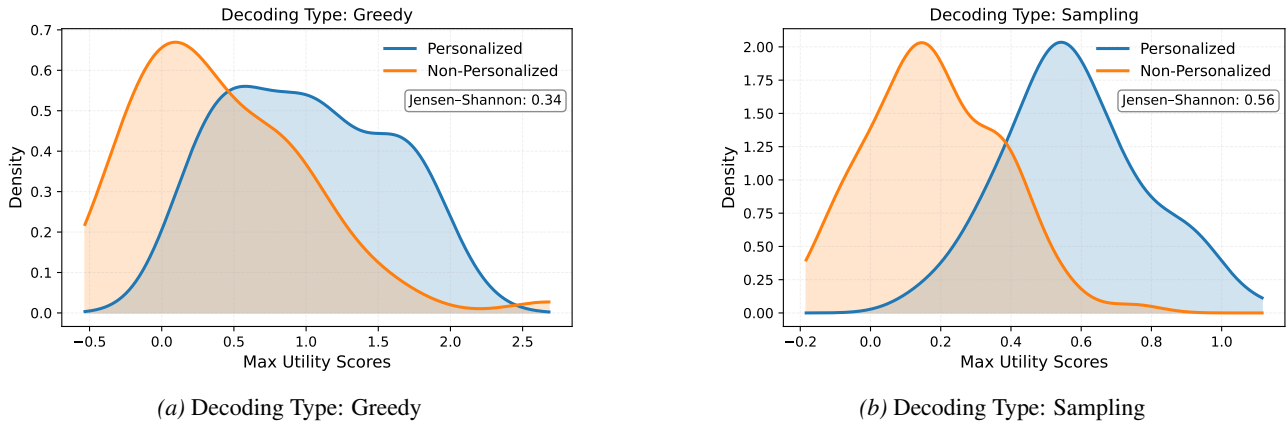 Decoding Type: Greedy
0.7
0.6
0.5
0.4
0.3
0.2
0.1
0.0
Density
Personalized
Non-Personalized
Jensen–Shannon: 0.34
−0.5 0.0 0.5 1.0 1.5 2.0 2.5
Max Utility Scores
(a) Decoding Type: Greedy
Decoding Type: Sampling
2.00
1.75
1.50
1.25
1.00
0.75
0.50
0.25
0.00
Density
Personalized
Non-Personalized
Jensen–Shannon: 0.56
−0.2 0.0 0.2 0.4 0.6 0.8 1.0
Max Utility Scores
(b) Decoding Type: Sampling